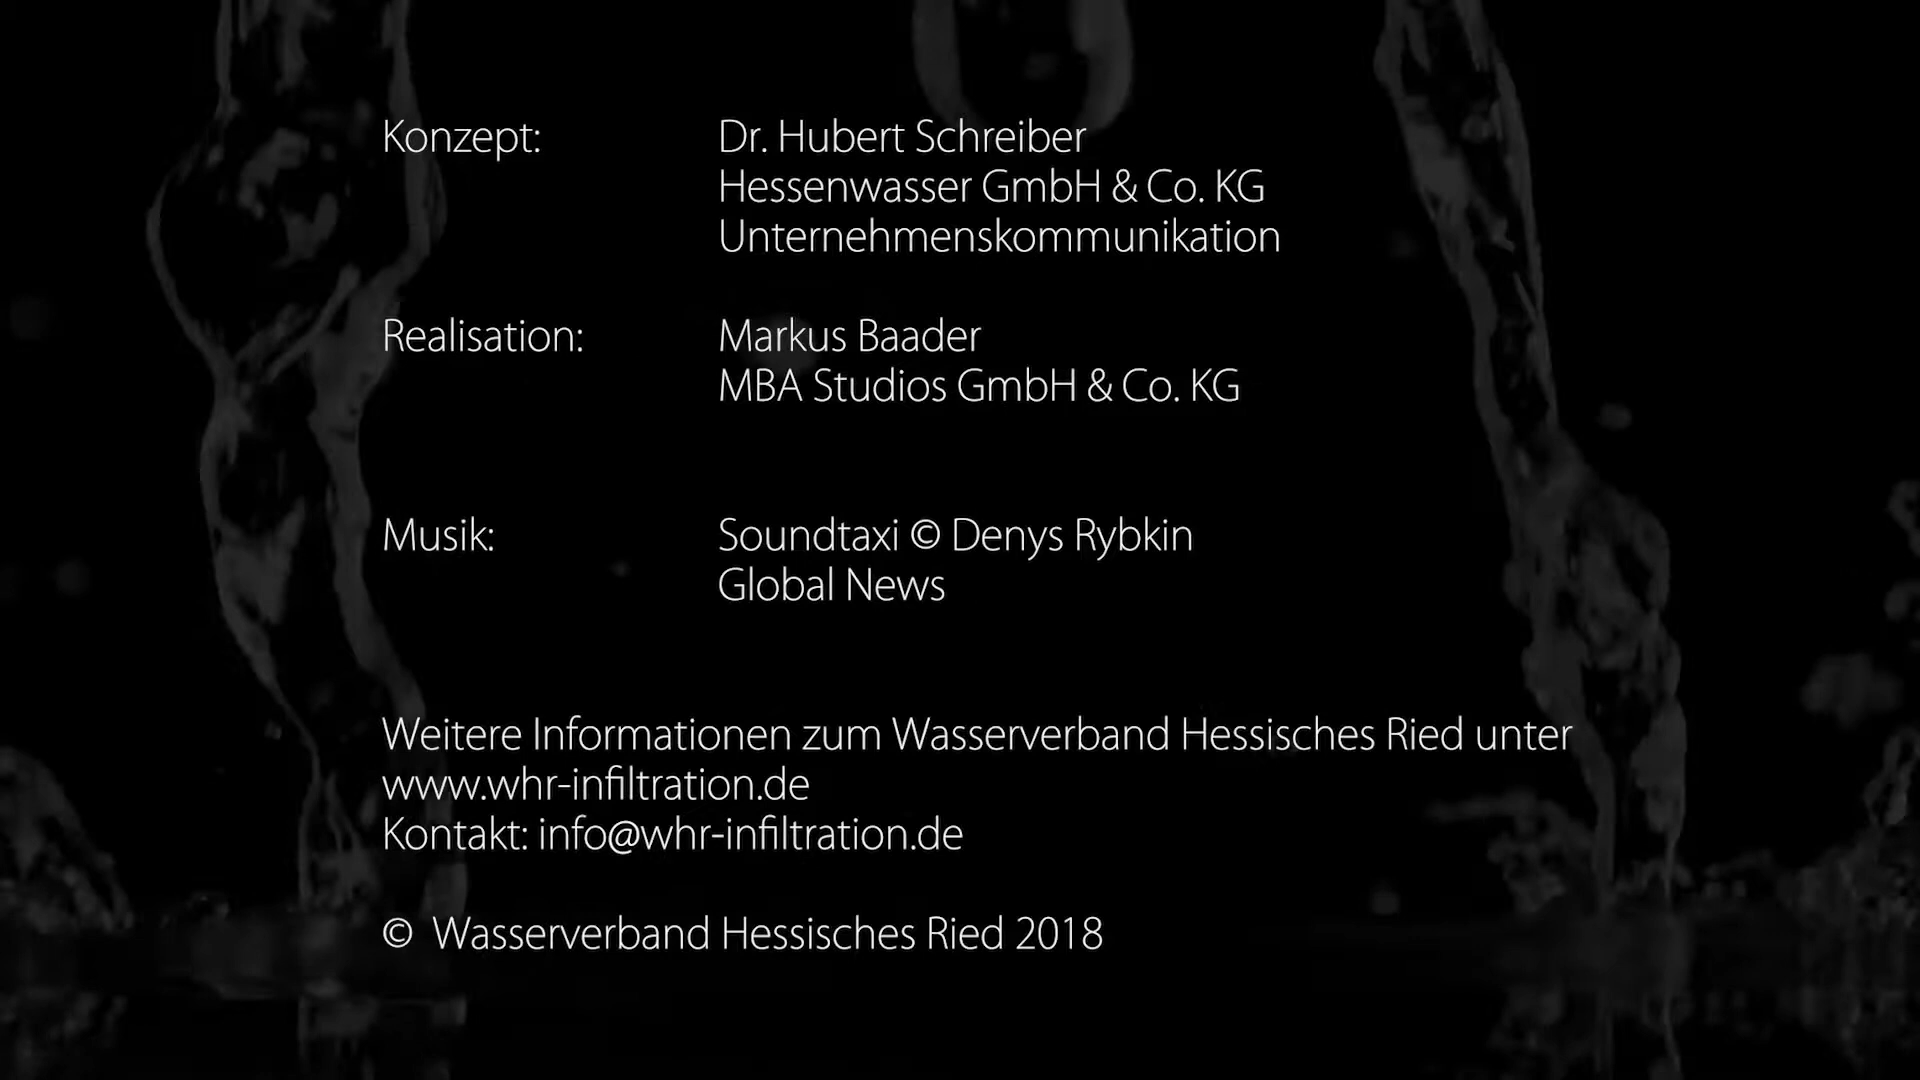 Konzept: Dr. Hubert Schreiber
Hessenwasser GmbH & Co. KG
Unternehmenskommunikation
Realisation: Markus Baader
MBA Studios GmbH & Co. KG
Musik: Soundtaxi © Denys Rybkin
Global News
Weitere Informationen zum Wasserverband Hessisches Ried unter
www.whr-infiltration.de
Kontakt: info@whr-infiltration.de
© Wasserverband Hessisches Ried 2018